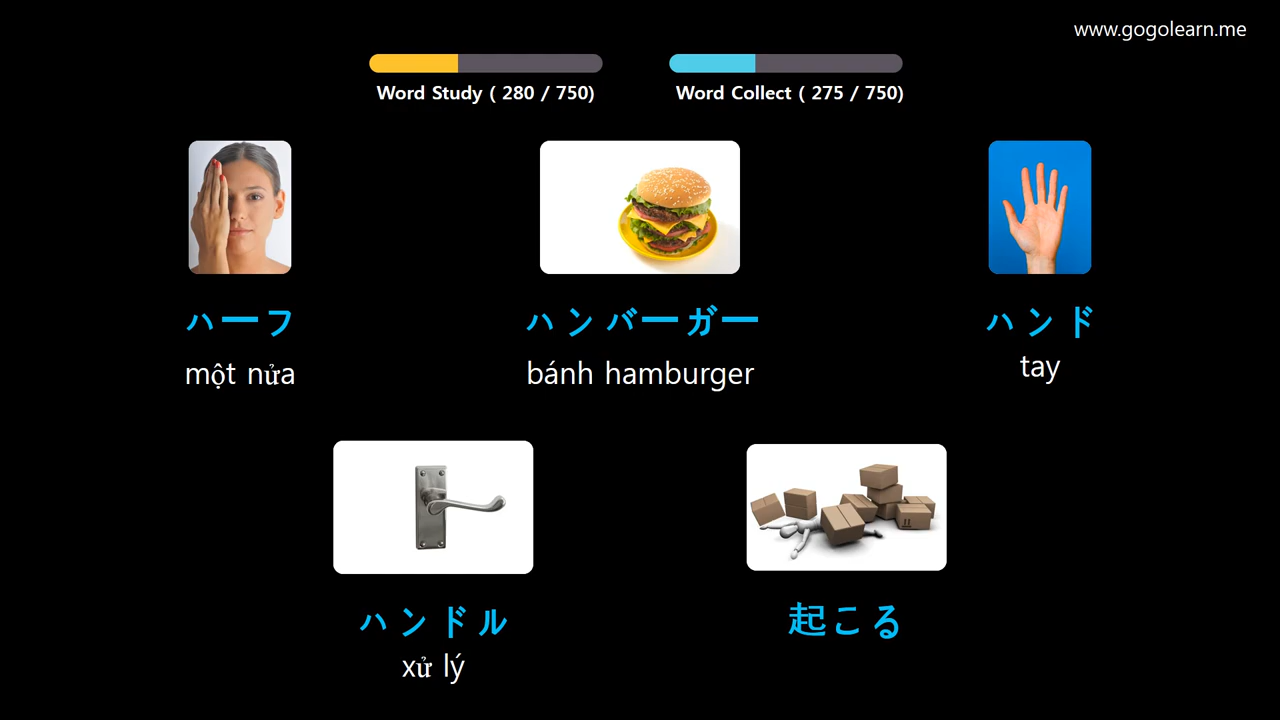 www.gogolearn.me
Word Study ( 280 / 750)
Word Collect ( 275 / 750)
ハーフ
một nửa
ハンバーガー
bánh hamburger
ハンド
tay
ハンドル
xử lý
起こる